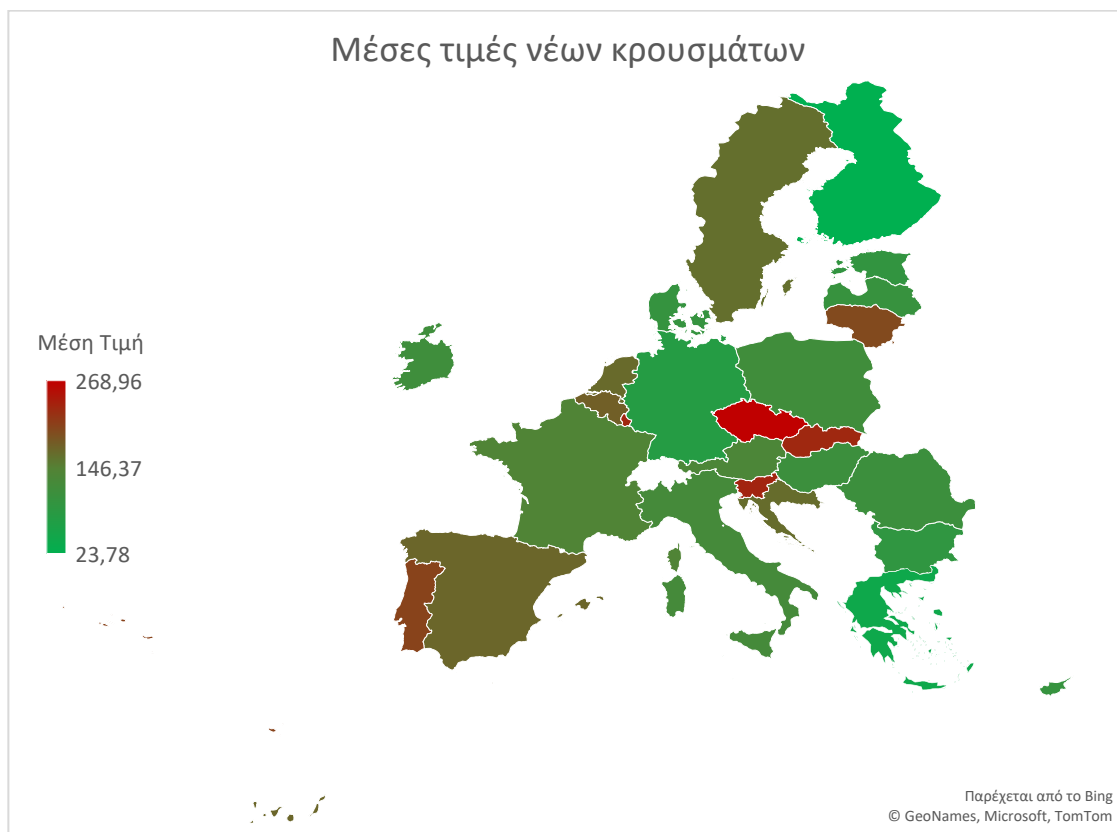 Μέσες τιμές νέων κρουσμάτων
Μέση Τιμή
268,96
146,37
23,78
Παρέχεται από το Bing
© GeoNames, Microsoft, TomTom